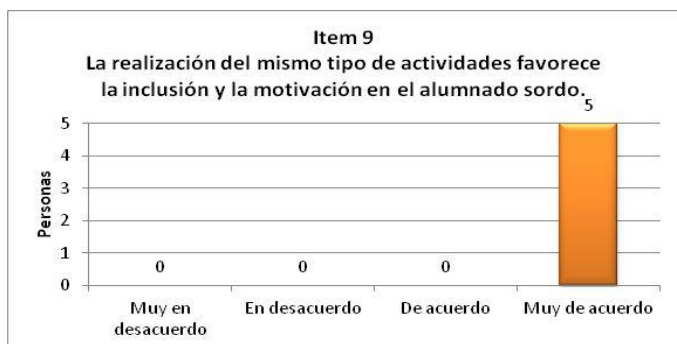 Item 9
La realización del mismo tipo de actividades favorece
la inclusión y la motivación en el alumnado sordo.
5
5
4
3
2
1
0
Personas
0
0
0
Muy en
desacuerdo
En desacuerdo
De acuerdo
Muy de acuerdo